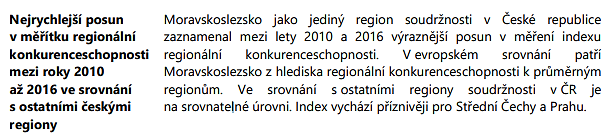 Nejrychlejší posun
v měřítku regionální
konkurenceschopnosti
mezi roky 2010
až 2016 ve srovnání
s ostatními českými
regiony
Moravskoslezsko jako jediný region soudržnosti v České republice
zaznamenal mezi lety 2010 a 2016 výraznější posun v měření indexu
regionální konkurenceschopnosti. V evropském srovnání patří
Moravskoslezsko z hlediska regionální konkurenceschopnosti k průměrným
regionům. Ve srovnání s ostatními regiony soudržnosti v ČR je
na srovnatelné úrovni. Index vychází příznivěji pro Střední Čechy a Prahu.